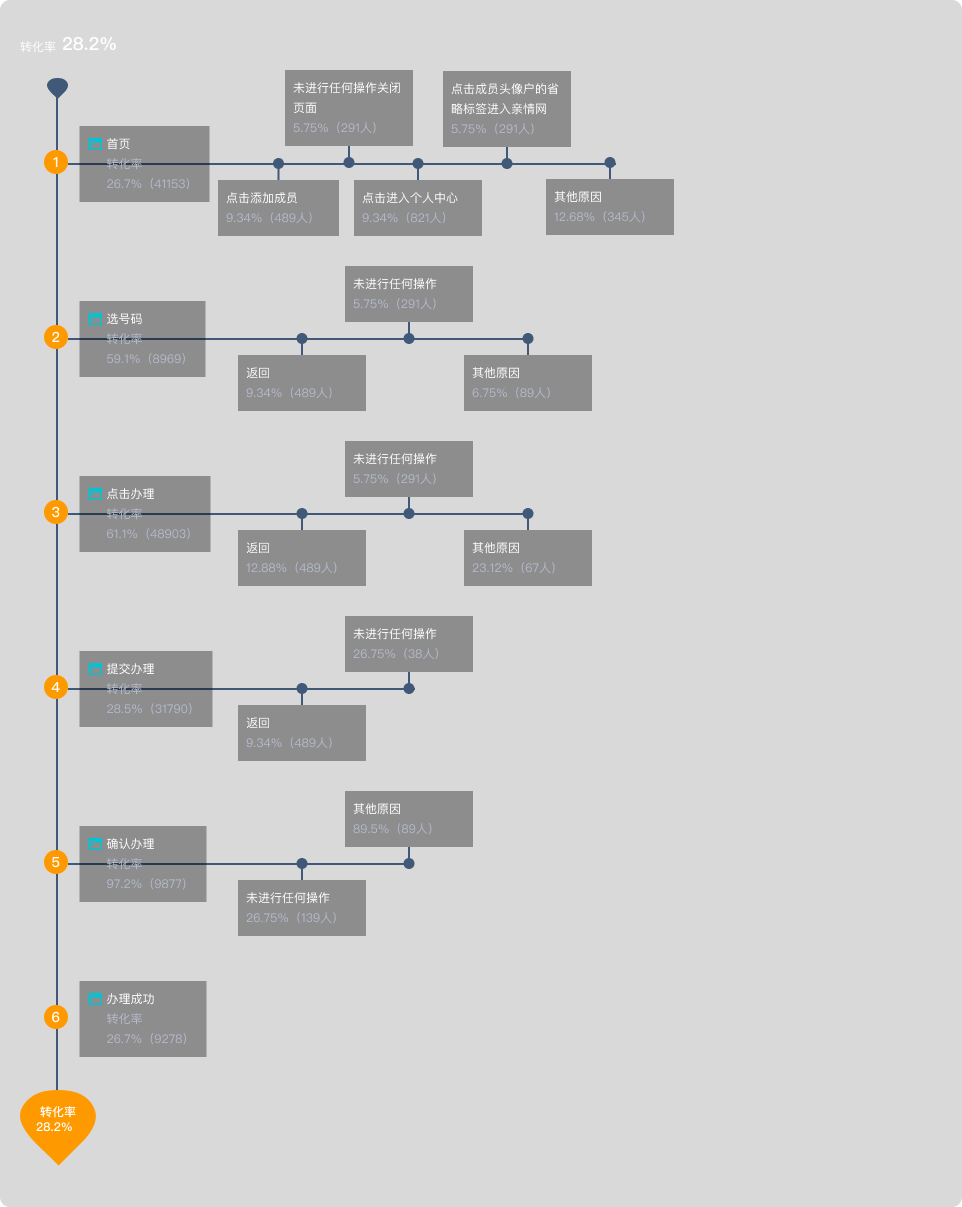 转化率 28.2%
1
首页
转化率
26.7%（41153）
未进行任何操作关闭
页面
5.75%（291人）
点击成员头像户的省
略标签进入亲情网
5.75%（291人）
点击添加成员
9.34%（489人）
点击进入个人中心
9.34%（821人）
其他原因
12.68%（345人）
2
选号码
转化率
59.1%（8969）
未进行任何操作
5.75%（291人）
返回
9.34%（489人）
其他原因
6.75%（89人）
3
点击办理
转化率
61.1%（48903）
未进行任何操作
5.75%（291人）
返回
12.88%（489人）
其他原因
23.12%（67人）
4
提交办理
转化率
28.5%（31790）
未进行任何操作
26.75%（38人）
返回
9.34%（489人）
5
确认办理
转化率
97.2%（9877）
其他原因
89.5%（89人）
未进行任何操作
26.75%（139人）
6
办理成功
转化率
26.7%（9278）
转化率
28.2%